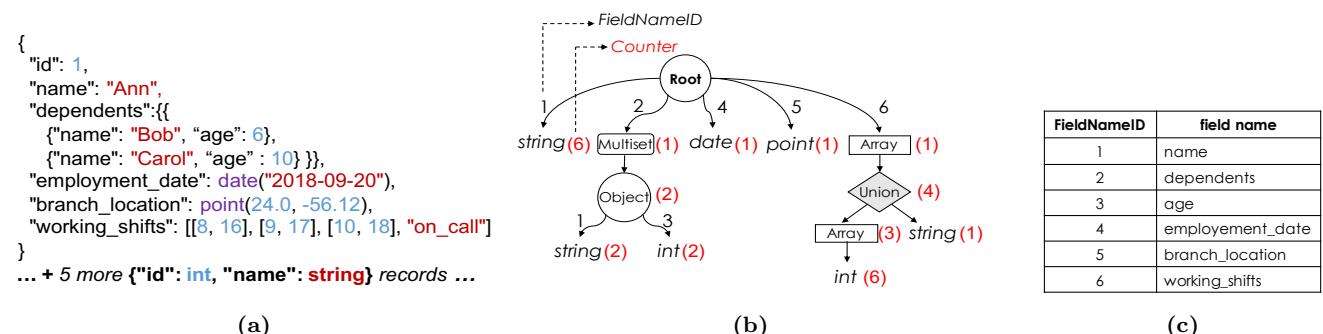 {
"id": 1,
"name": "Ann",
"dependents":{{
{"name": "Bob", “age”: 6},
{"name": "Carol", “age” : 10} }},
"employment_date": date("2018-09-20"),
"branch_location": point(24.0, -56.12),
"working_shifts": [[8, 16], [9, 17], [10, 18], "on_call"]
}
... + 5 more {"id": int, "name": string} records ...
(a)
FieldNameID
Counter
Root
1 2 4 5 6
string(6) Multiset(1) date(1) point(1) Array (1)
Object(2) Union (4)
1 3 Array(3) string(1)
string(2) int(2)
int (6)
(b)
FieldNameID field name
1 name
2 dependents
3 age
4 employement_date
5 branch_location
6 working_shifts
(c)